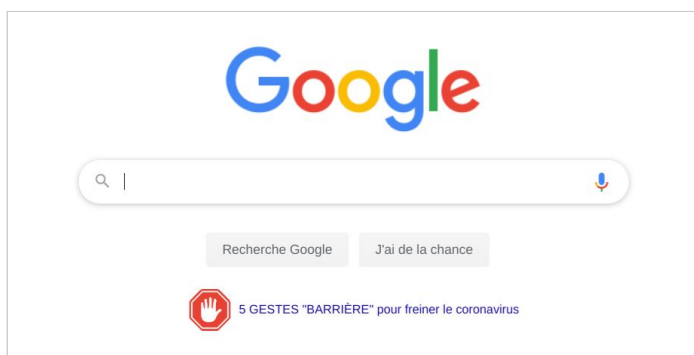 Google
Recherche Google
J'ai de la chance
5 GESTES "BARRIÈRE" pour freiner le coronavirus